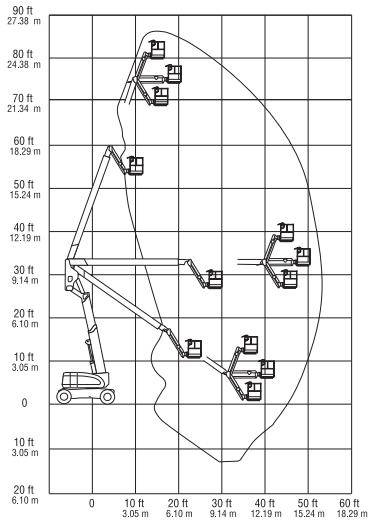 90 ft
27.38 m
80 ft
24.38 m
70 ft
21.34 m
60 ft
18.29 m
50 ft
15.24 m
40 ft
12.19 m
30 ft
9.14 m
20 ft
6.10 m
10 ft
3.05 m
0
10 ft
3.05 m
20 ft
6.10 m
0 10 ft 20 ft 30 ft 40 ft 50 ft 60 ft
3.05 m 6.10 m 9.14 m 12.19 m 15.24 m 18.29 m